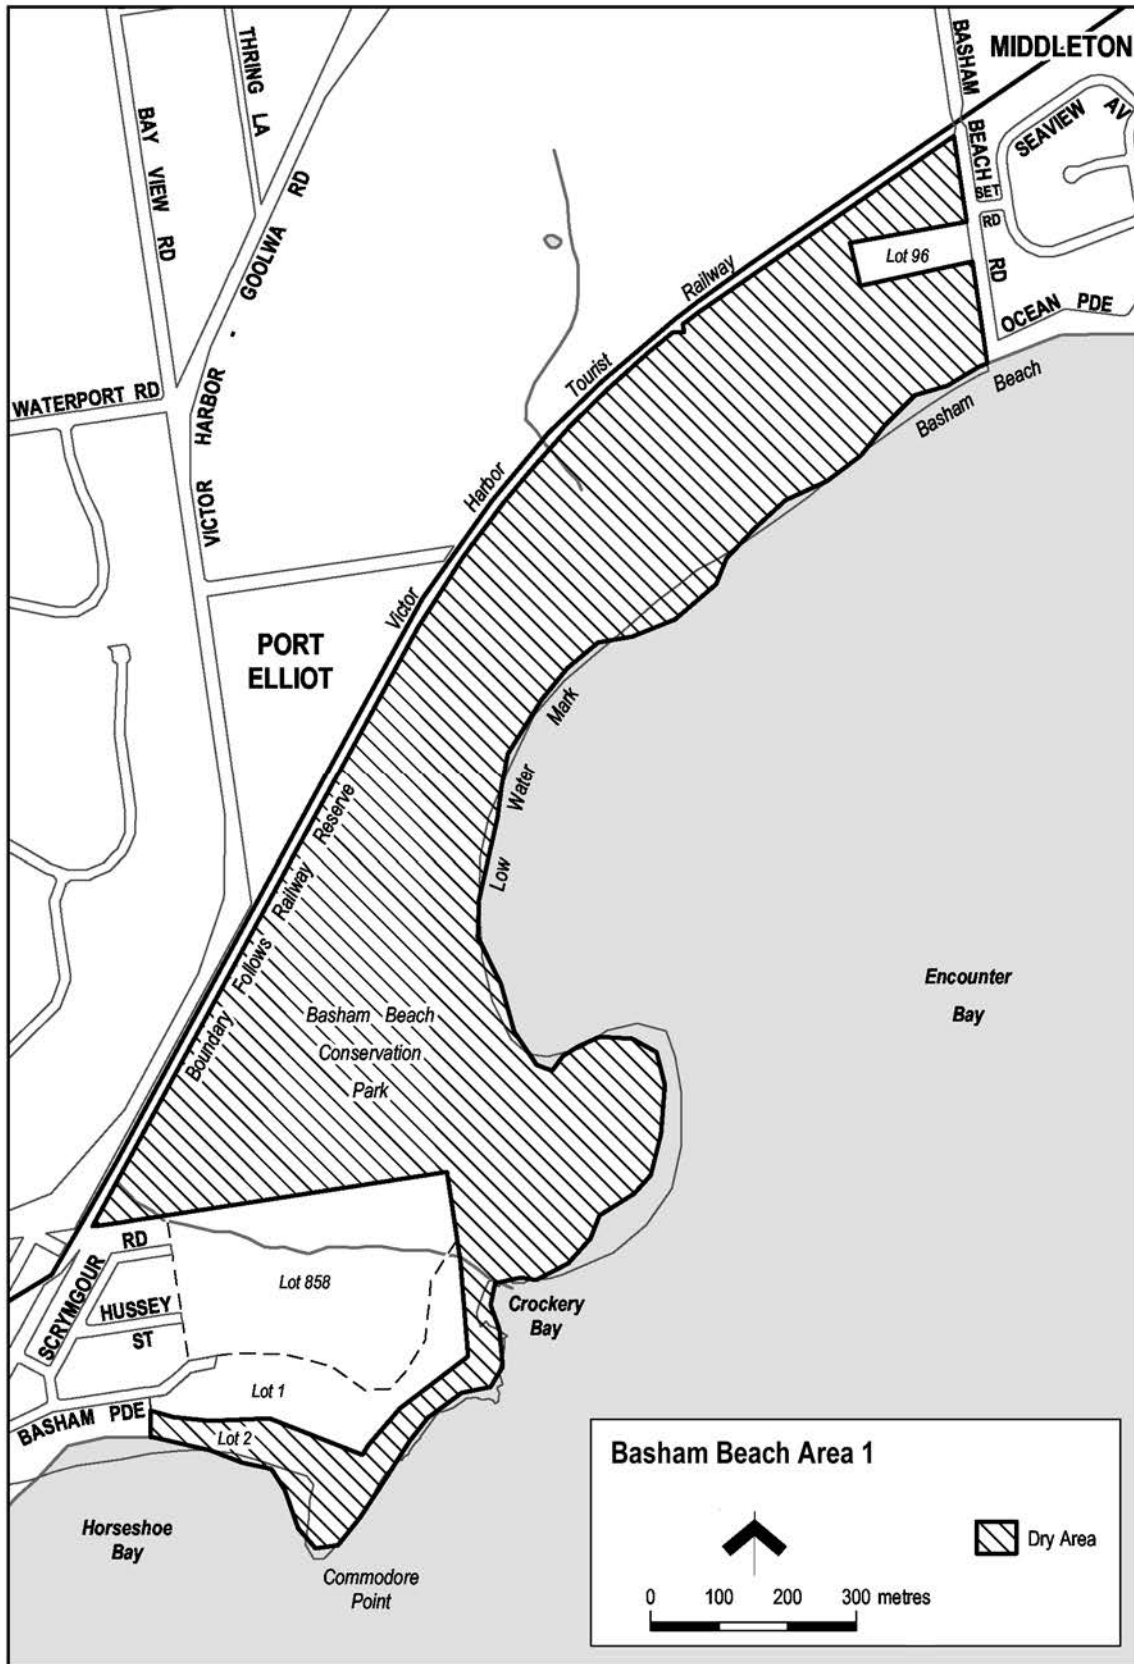 MIDDLETON
BASHAM
BEACH
RD
THRING LA
BAY VIEW RD
SEAVIEW AV
SET
RD
Lot 96
OCEAN PDE
Basham Beach
VICTOR HARBOR - GOOLWA RD
WATERPORT RD
Victor Harbor Tourist Railway
PORT
ELLIOT
Low Water Mark
Boundary Follows Railway Reserve
Encounter
Bay
Basham Beach
Conservation
Park
SCRYMGOUR RD
HUSSEY
ST
Lot 858
Crockery
Bay
Lot 1
BASHAM PDE
Lot 2
Horseshoe
Bay
Commodore
Point
Basham Beach Area 1
Dry Area
0 100 200 300 metres